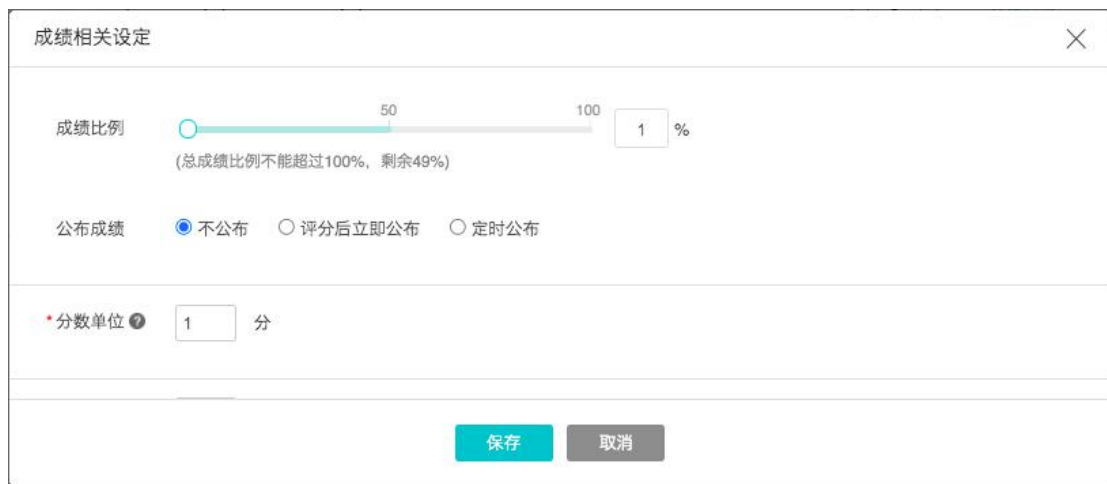 成绩相关设定
50 100
成绩比例 1 %
(总成绩比例不能超过100%，剩余49%)
公布成绩 不公布 评分后立即公布 定时公布
*分数单位 ? 1 分
保存 取消